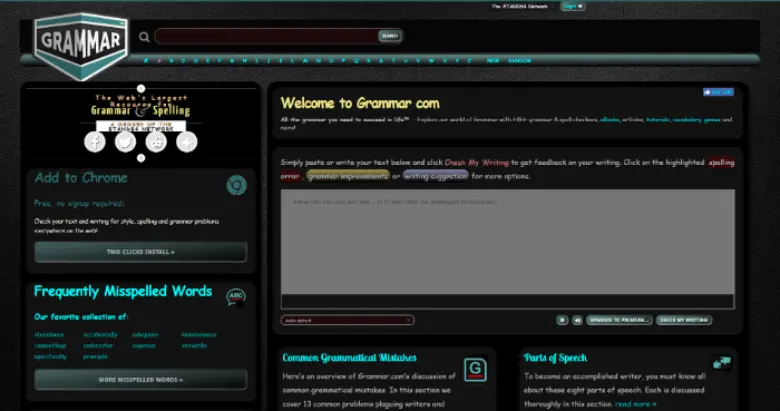 The STANDS4 Network
Sign In
GRAMMAR
SEARCH
# A B C D E F G H I J K L M N O P Q R S T U V W X Y Z NEW RANDOM
The Web's Largest
Resource for
Grammar & Spelling
A MEMBER OF THE
STANDS4 NETWORK
Add to Chrome
Free, no signup required!
Check your text and writing for style, spelling and grammar problems
everywhere on the web!
TWO CLICKS INSTALL »
Frequently Misspelled Words
Our favorite collection of:
abundance accidentally adequate
camouflage embezzler supreme versatile
specifically principle
MORE MISSPELLED WORDS »
Welcome to Grammar com
All the grammar you need to succeed in life™ - Explore our world of Grammar with FREE grammar & spell checkers, eBooks, articles, tutorials, vocabulary games and
more!
Simply paste or write your text below and click Check My Writing to get feedback on your writing. Click on the highlighted spelling
error , grammar improvements or writing suggestion for more options.
Auto-detect
UPGRADE TO PREMIUM...
CHECK MY WRITING!
Common Grammatical Mistakes
Here's an overview of Grammar.com's discussion of
common grammatical mistakes. In this section we
cover 13 common problems plaguing writers and
Parts of Speech
To become an accomplished writer, you must know all
about these eight parts of speech. Each is discussed
thoroughly in this section. read more »